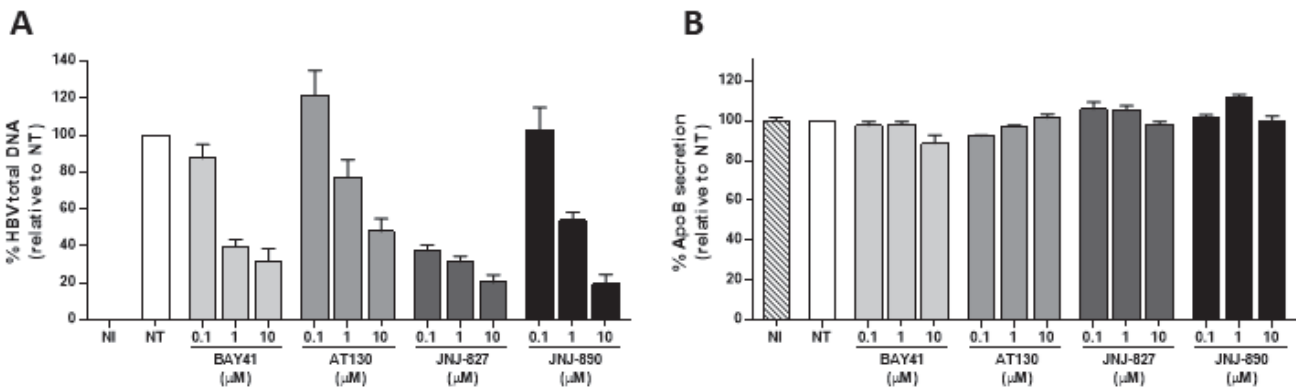 A
% HBV total DNA
(relative to NT)
140
120
100
80
60
40
20
0
NI NT 0.1 1 10 0.1 1 10 0.1 1 10 0.1 1 10
BAY41 AT130 JNJ-827 JNJ-890
(μM) (μM) (μM) (μM)
B
% ApoB secretion
(relative to NT)
120
100
80
60
40
20
0
NI NT 0.1 1 10 0.1 1 10 0.1 1 10 0.1 1 10
BAY41 AT130 JNJ-827 JNJ-890
(μM) (μM) (μM) (μM)